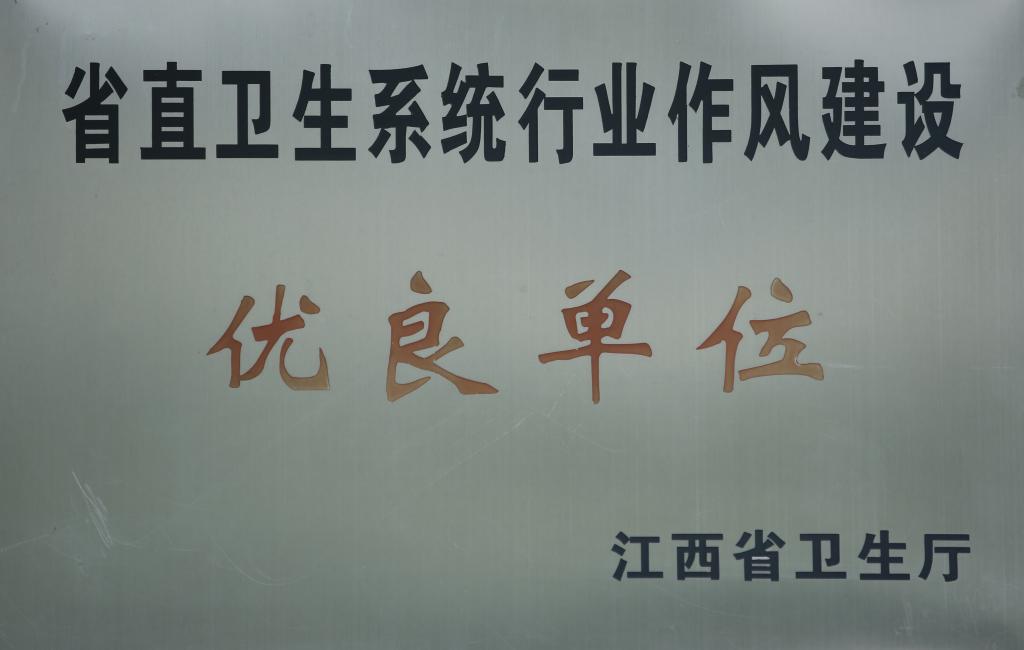 省直卫生系统行业作风建设
优良单位
江西省卫生厅